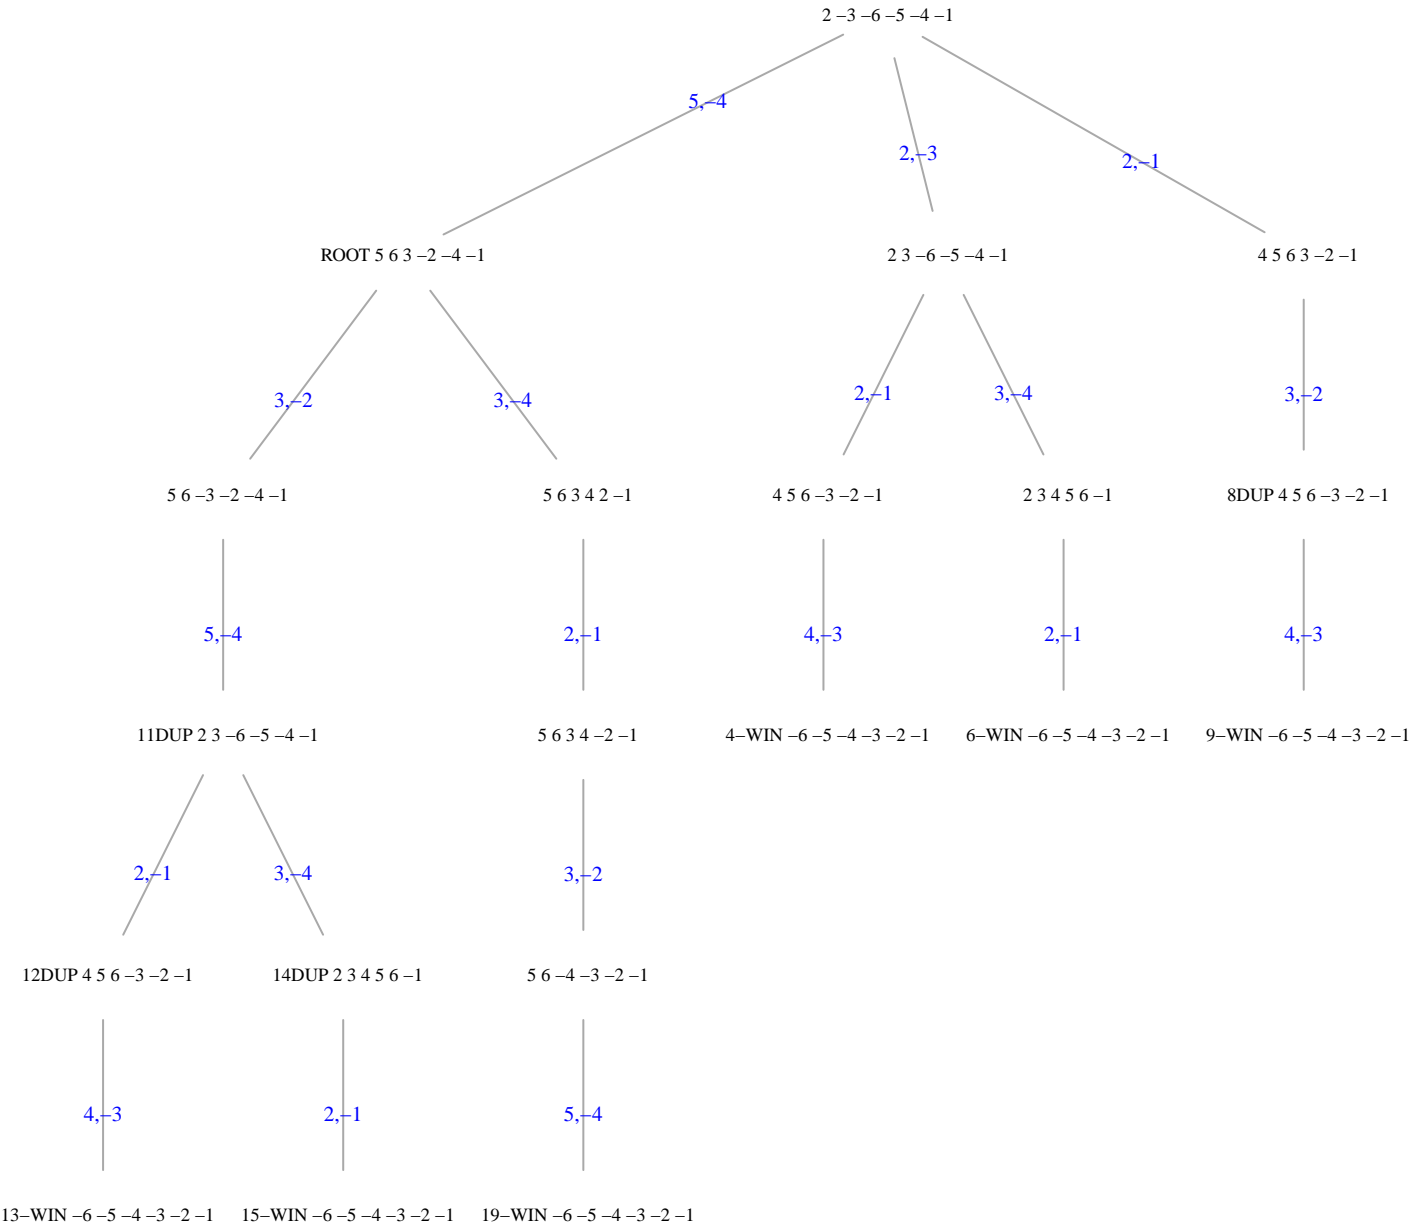 2 –3 –6 –5 –4 –1
5,–4
2,–3
2,–1
ROOT 5 6 3 –2 –4 –1
2 3 –6 –5 –4 –1
4 5 6 3 –2 –1
3,–2
3,–4
2,–1
3,–4
3,–2
5 6 –3 –2 –4 –1
5 6 3 4 2 –1
4 5 6 –3 –2 –1
2 3 4 5 6 –1
8DUP 4 5 6 –3 –2 –1
5,–4
2,–1
4,–3
2,–1
4,–3
11DUP 2 3 –6 –5 –4 –1
5 6 3 4 –2 –1
4–WIN –6 –5 –4 –3 –2 –1
6–WIN –6 –5 –4 –3 –2 –1
9–WIN –6 –5 –4 –3 –2 –1
2,–1
3,–4
3,–2
12DUP 4 5 6 –3 –2 –1
14DUP 2 3 4 5 6 –1
5 6 –4 –3 –2 –1
4,–3
2,–1
5,–4
13–WIN –6 –5 –4 –3 –2 –1
15–WIN –6 –5 –4 –3 –2 –1
19–WIN –6 –5 –4 –3 –2 –1